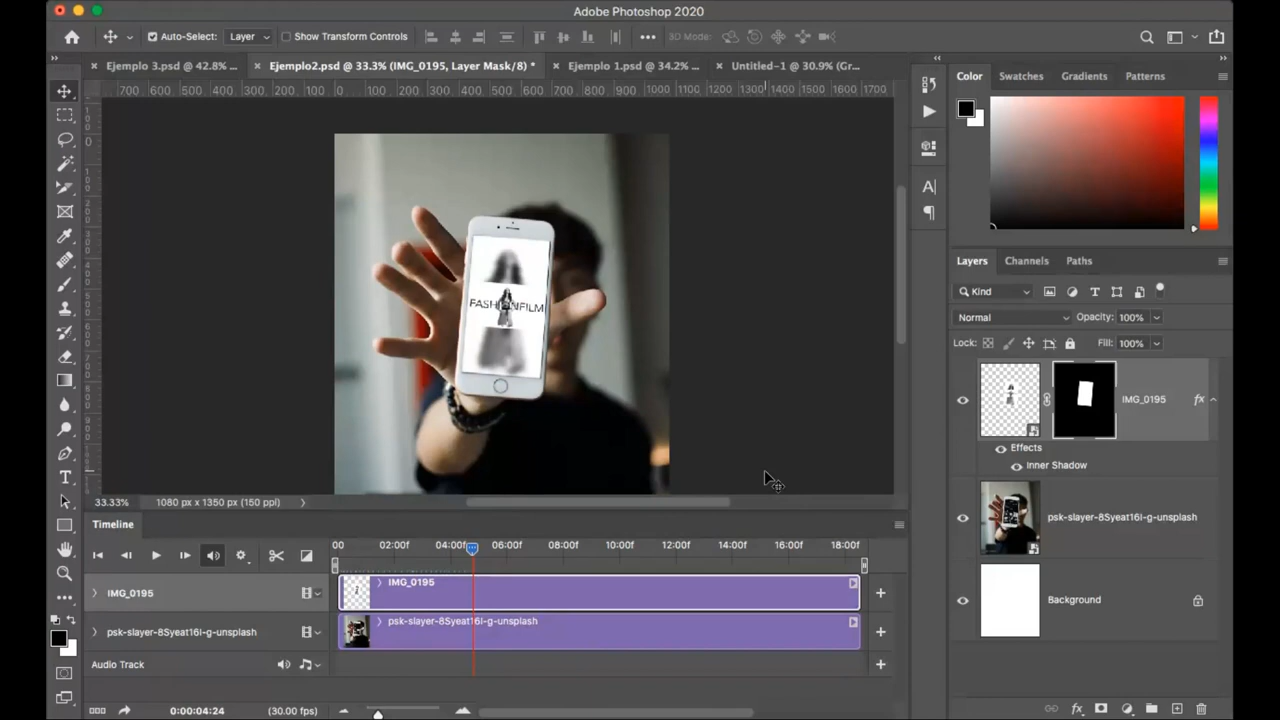 Adobe Photoshop 2020
Auto-Select: Layer Show Transform Controls 3D Mode:
Ejemplo 3.psd @ 42.8% ... Ejemplo2.psd @ 33.3% (IMG_0195, Layer Mask/8) * Ejemplo 1.psd @ 34.2% ... Untitled-1 @ 30.9% (Gr...
700 600 500 400 300 200 100 0 100 200 300 400 500 600 700 800 900 1000 1100 1200 1300 1400 1500 1600 1700
Color Swatches Gradients Patterns
FASHIONFILM
Layers Channels Paths
Kind
Normal Opacity: 100%
Lock: Fill: 100%
IMG_0195 fx
Effects
Inner Shadow
psk-slayer-8Syeat16I-g-unsplash
Background
33.33% 1080 px x 1350 px (150 ppi)
Timeline
00 02:00f 04:00f 06:00f 08:00f 10:00f 12:00f 14:00f 16:00f 18:00f
IMG_0195 IMG_0195
psk-slayer-8Syeat16I-g-unsplash psk-slayer-8Syeat16I-g-unsplash
Audio Track
0:00:04:24 (30.00 fps)